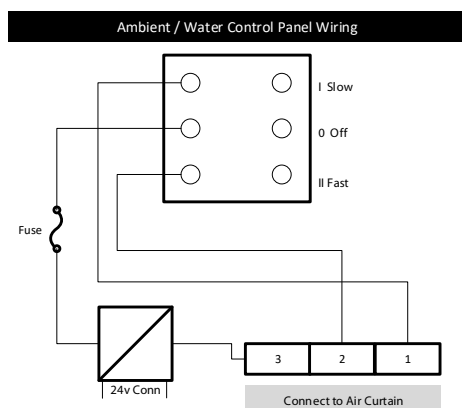 Ambient / Water Control Panel Wiring
I Slow
0 Off
II Fast
Fuse
3 2 1
24v Conn
Connect to Air Curtain